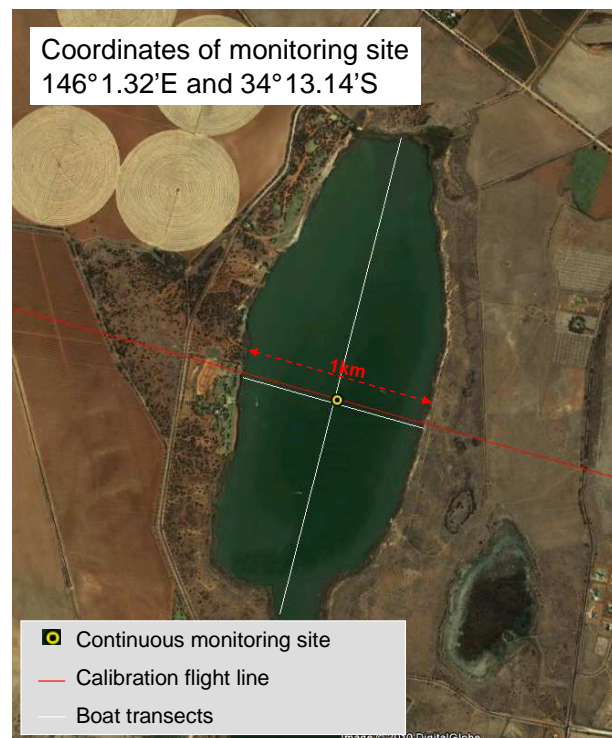 Coordinates of monitoring site
146°1.32’E and 34°13.14’S
1km
Continuous monitoring site
Calibration flight line
Boat transects